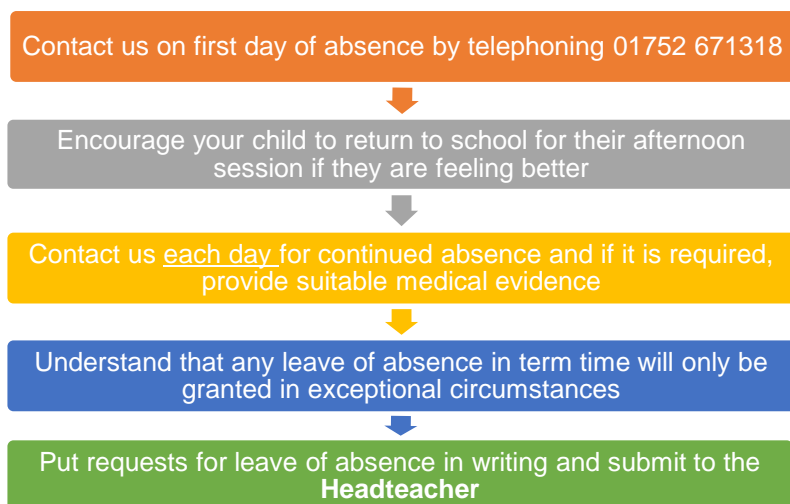 Contact us on first day of absence by telephoning 01752 671318
Encourage your child to return to school for their afternoon
session if they are feeling better
Contact us each day for continued absence and if it is required,
provide suitable medical evidence
Understand that any leave of absence in term time will only be
granted in exceptional circumstances
Put requests for leave of absence in writing and submit to the
Headteacher